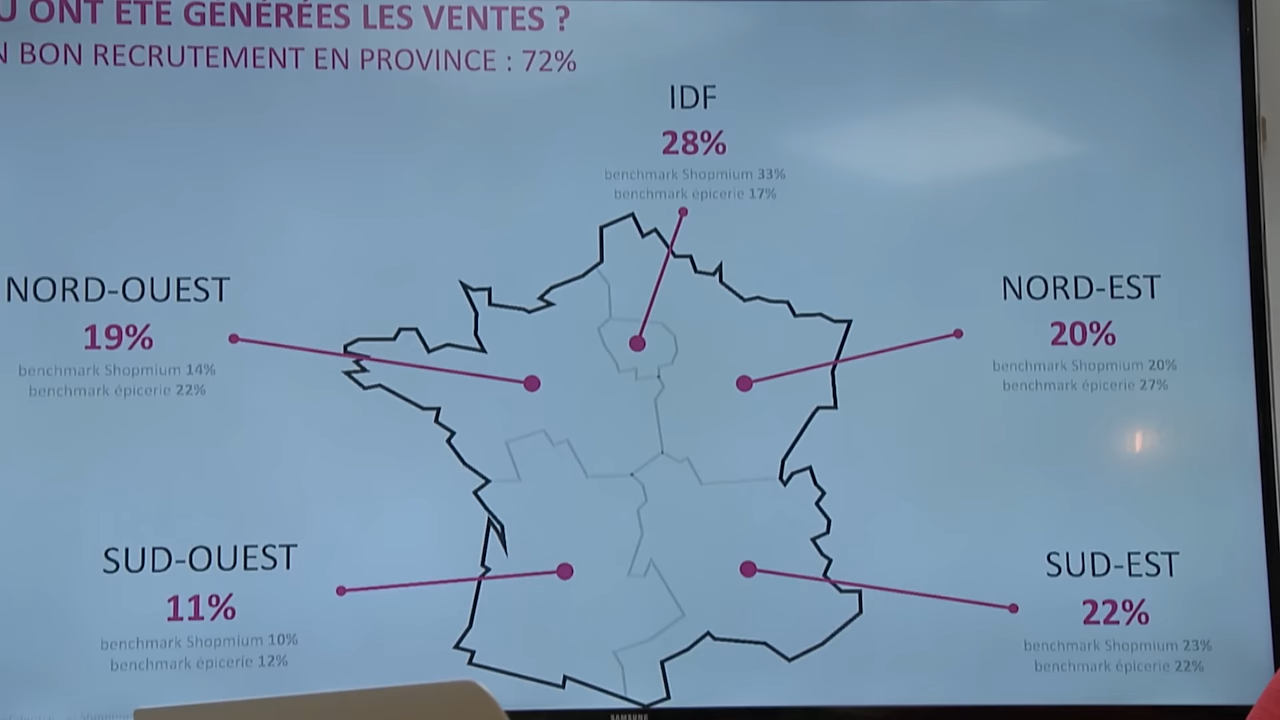 ONT ÉTÉ GÉNÉRÉES LES VENTES ?
BON RECRUTEMENT EN PROVINCE : 72%
IDF
28%
benchmark Shopmium 33%
benchmark épicerie 17%
NORD-OUEST
19%
benchmark Shopmium 14%
benchmark épicerie 22%
NORD-EST
20%
benchmark Shopmium 20%
benchmark épicerie 27%
SUD-OUEST
11%
benchmark Shopmium 10%
benchmark épicerie 12%
SUD-EST
22%
benchmark Shopmium 23%
benchmark épicerie 22%
SAMSUNG